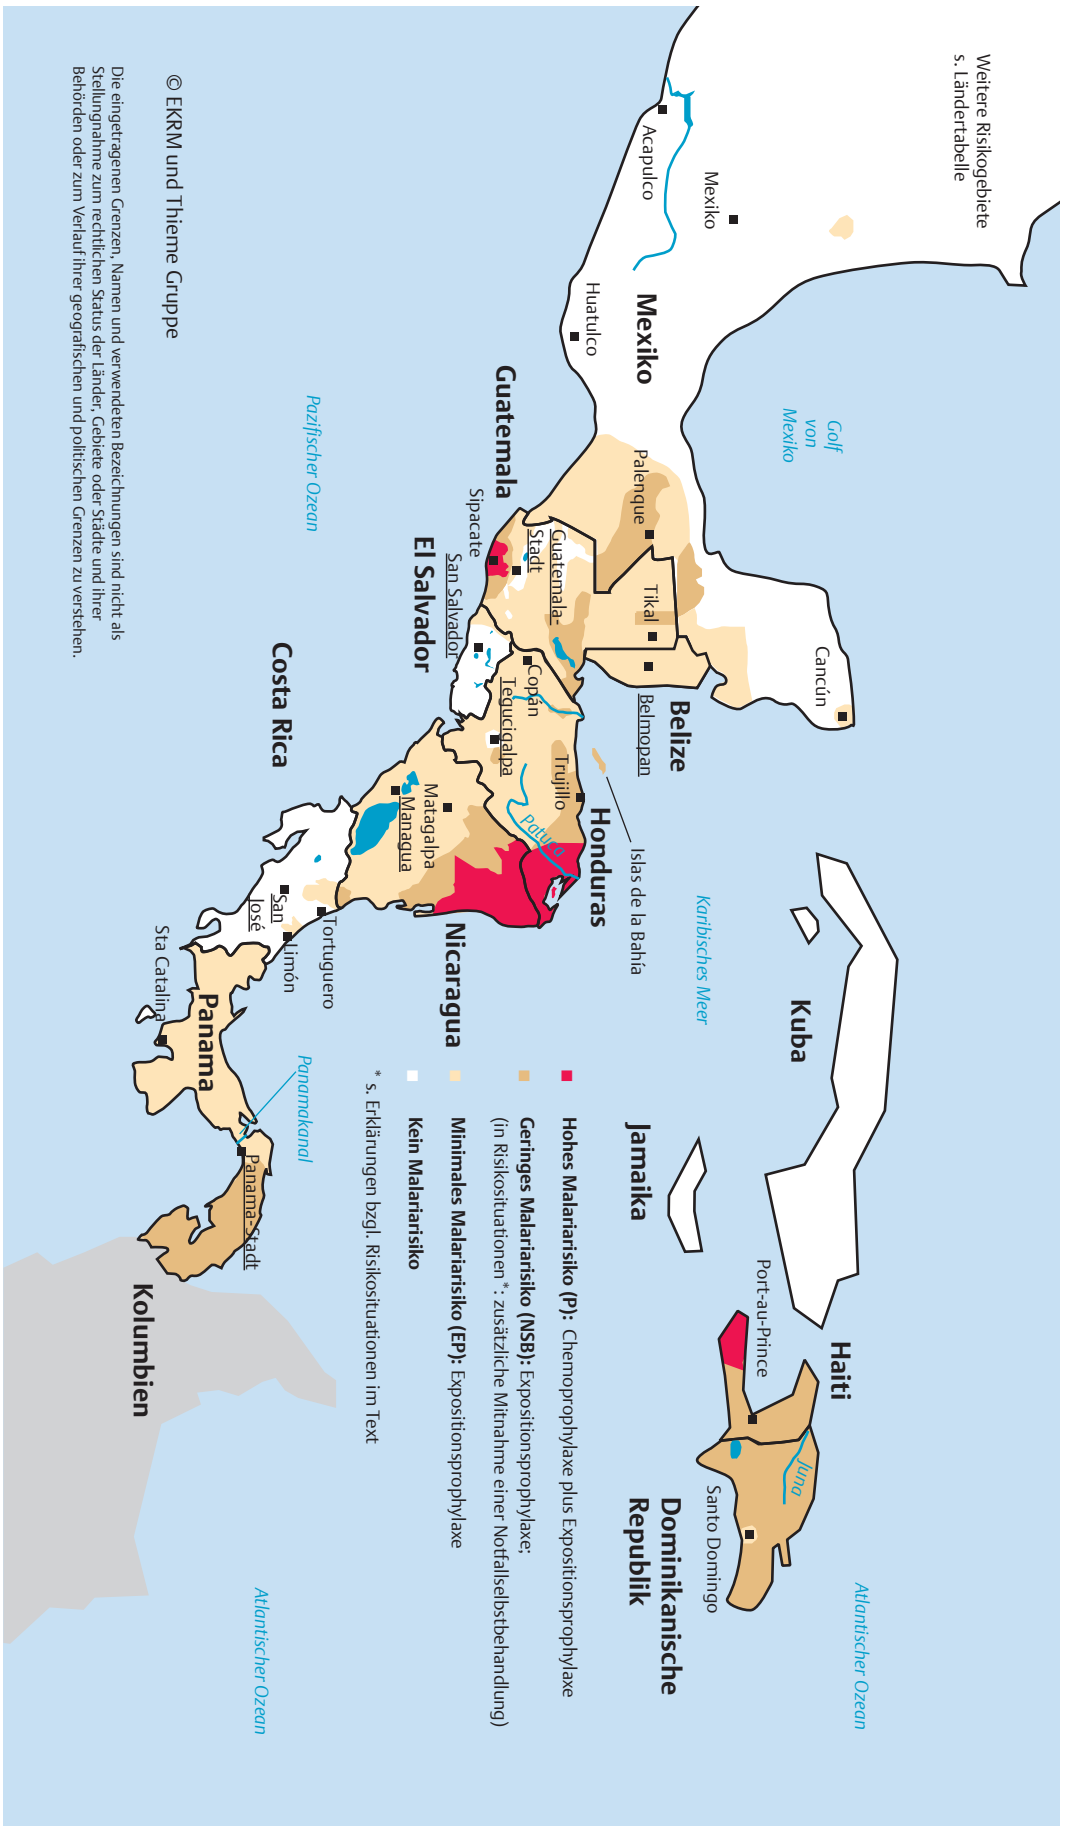 Weitere Risikogebiete
s. Ländertabelle
Golf
von
Mexiko
Atlantischer Ozean
Cancún
Kuba
Haiti
Mexiko
Port-au-Prince
Juna
Karibisches Meer
Santo Domingo
Dominikanische
Republik
Belize
Belmopan
Jamaika
Mexiko
Acapulco
Palenque
Tikal
Islas de la Bahía
Huatulco
Honduras
Trujillo
Patuca
Guatemala-
Stadt
Copán
Tegucigalpa
Guatemala
Sipacate
San Salvador
El Salvador
Matagalpa
Managua
Nicaragua
Hohes Malariarisiko (P): Chemoprophylaxe plus Expositionsprophylaxe
Geringes Malariarisiko (NSB): Expositionsprophylaxe;
(in Risikosituationen*: zusätzliche Mitnahme einer Notfallselbstbehandlung)
Minimales Malariarisiko (EP): Expositionsprophylaxe
Kein Malariarisiko
* s. Erklärungen bzgl. Risikosituationen im Text
Pazifischer Ozean
Costa Rica
Tortuguero
Limón
San
José
Panamakanal
Panama-Stadt
Panama
Sta Catalina
Kolumbien
Atlantischer Ozean
© EKRM und Thieme Gruppe
Die eingetragenen Grenzen, Namen und verwendeten Bezeichnungen sind nicht als
Stellungnahme zum rechtlichen Status der Länder, Gebiete oder Städte und ihrer
Behörden oder zum Verlauf ihrer geografischen und politischen Grenzen zu verstehen.